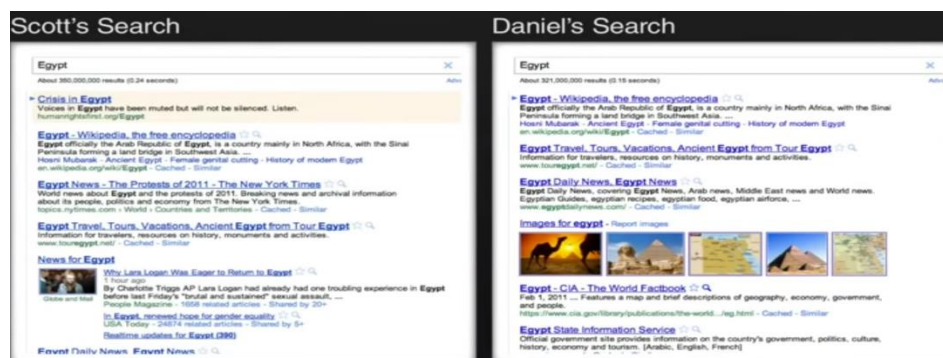 Scott's Search
Egypt
About 360,000,000 results (0.24 seconds)
Crisis in Egypt
Voices in Egypt have been muted but will not be silenced. Listen.
humanrightsfirst.org/Egypt
Egypt - Wikipedia, the free encyclopedia
Egypt officially the Arab Republic of Egypt, is a country mainly in North Africa, with the Sinai
Peninsula forming a land bridge in Southwest Asia. ...
Hosni Mubarak - Ancient Egypt - Female genital cutting - History of modern Egypt
en.wikipedia.org/wiki/Egypt - Cached - Similar
Egypt News - The Protests of 2011 - The New York Times
World news about Egypt and the protests of 2011. Breaking news and archival information
about its people, politics and economy from The New York Times.
topics.nytimes.com › World › Countries and Territories - Cached - Similar
Egypt Travel, Tours, Vacations, Ancient Egypt from Tour Egypt
Information for travelers, resources on history, monuments and activities.
www.touregypt.net/ - Cached - Similar
News for Egypt
Why Lara Logan Was Eager to Return to Egypt
1 hour ago
By Charlotte Triggs AP Lara Logan had already had one troubling experience in Egypt
before last Friday's "brutal and sustained" sexual assault, ...
Globe and Mail
People Magazine - 1658 related articles - Shared by 20+
In Egypt, renewed hope for gender equality
USA Today - 24874 related articles - Shared by 5+
Realtime updates for Egypt (390)
Egypt Daily News, Egypt News
Daniel's Search
Egypt
About 321,000,000 results (0.15 seconds)
Egypt - Wikipedia, the free encyclopedia
Egypt officially the Arab Republic of Egypt, is a country mainly in North Africa, with the Sinai
Peninsula forming a land bridge in Southwest Asia. ...
Hosni Mubarak - Ancient Egypt - Female genital cutting - History of modern Egypt
en.wikipedia.org/wiki/Egypt - Cached - Similar
Egypt Travel, Tours, Vacations, Ancient Egypt from Tour Egypt
Information for travelers, resources on history, monuments and activities.
www.touregypt.net/ - Cached - Similar
Egypt Daily News, Egypt News
Egypt Daily News, covering Egypt News, Arab news, Middle East news and World news.
Egyptian Guides, egyptian recipes, egyptian food, egyptian airforce, ...
www.egyptdailynews.com/ - Cached - Similar
Images for egypt - Report images
Egypt - CIA - The World Factbook
Feb 1, 2011 ... Features a map and brief descriptions of geography, economy, government,
and people.
https://www.cia.gov/library/publications/the-world.../eg.html - Cached - Similar
Egypt State Information Service
Official government site provides information on the country's government, politics, culture,
history, economy and tourism. [Arabic, English, French]